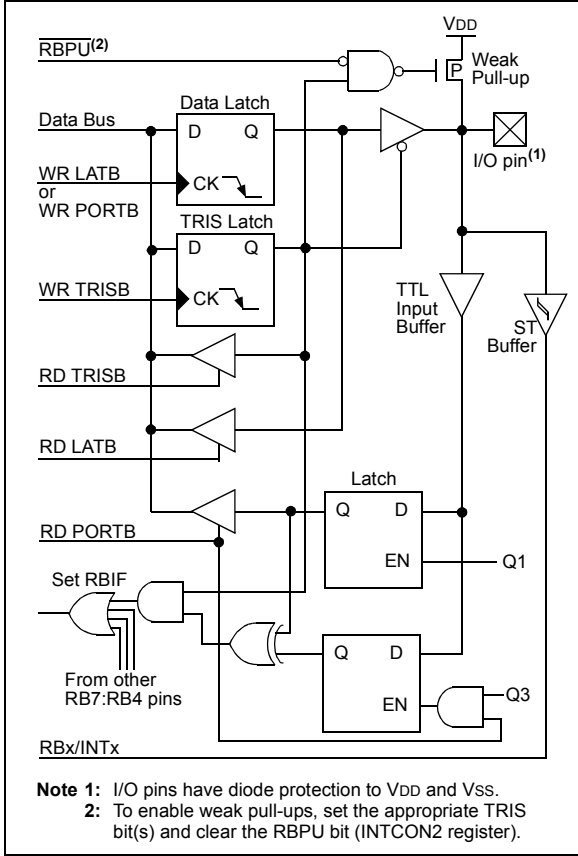 RBPU(2)
VDD
P
Weak
Pull-up
Data Latch
Data Bus
D Q
I/O pin(1)
WR LATB
or
WR PORTB
CK
TRIS Latch
D Q
WR TRISB
CK
TTL
Input
Buffer
ST
Buffer
RD TRISB
RD LATB
Latch
Q D
RD PORTB
EN
Q1
Set RBIF
Q D
EN
Q3
From other
RB7:RB4 pins
RBx/INTx
Note 1: I/O pins have diode protection to VDD and VSS.
2: To enable weak pull-ups, set the appropriate TRIS
bit(s) and clear the RBPU bit (INTCON2 register).